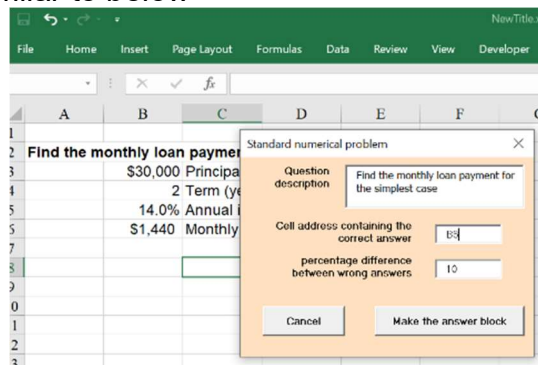 NewTitle.
File Home Insert Page Layout Formulas Data Review View Developer
fx
A B C D E F
1
2 Find the monthly loan paymen
3 $30,000 Principa
4 2 Term (ye
5 14.0% Annual i
6 $1,440 Monthly
7
8
9
0
1
2
3
Standard numerical problem
Question description
Find the monthly loan payment for
the simplest case
Cell address containing the
correct answer
percentage difference
between wrong answers
10
Cancel Make the answer block